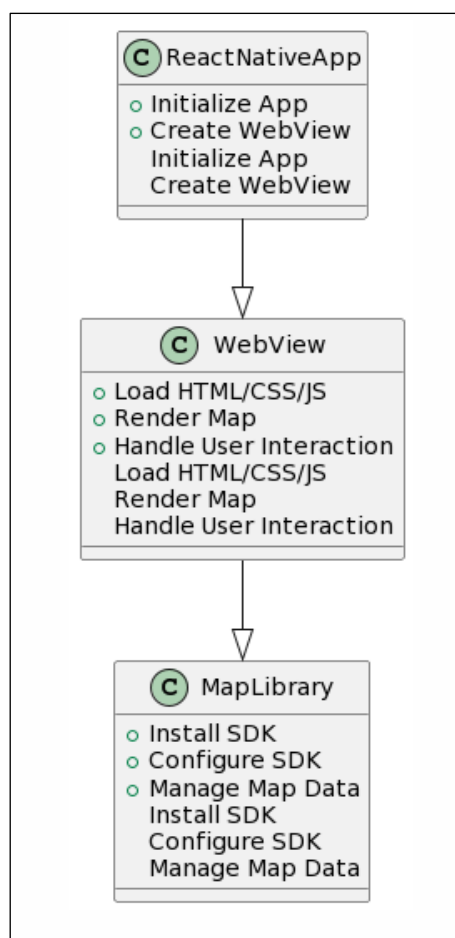 C ReactNativeApp
Initialize App
Create WebView
Initialize App
Create WebView
C WebView
Load HTML/CSS/JS
Render Map
Handle User Interaction
Load HTML/CSS/JS
Render Map
Handle User Interaction
C MapLibrary
Install SDK
Configure SDK
Manage Map Data
Install SDK
Configure SDK
Manage Map Data